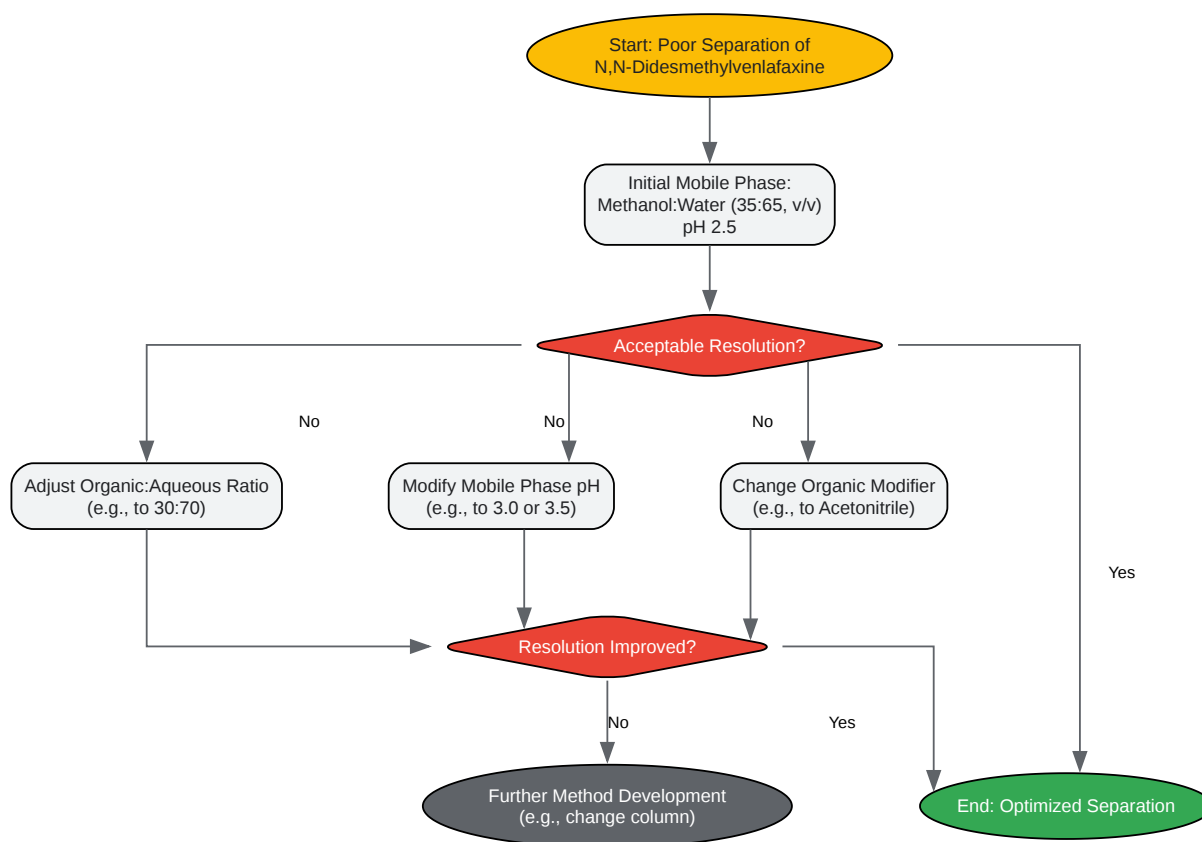 Start: Poor Separation of
N,N-Didesmethylvenlafaxine
Initial Mobile Phase:
Methanol:Water (35:65, v/v)
pH 2.5
Acceptable Resolution?
No
No
No
Adjust Organic:Aqueous Ratio
(e.g., to 30:70)
Modify Mobile Phase pH
(e.g., to 3.0 or 3.5)
Change Organic Modifier
(e.g., to Acetonitrile)
Yes
Resolution Improved?
No
Yes
Further Method Development
(e.g., change column)
End: Optimized Separation